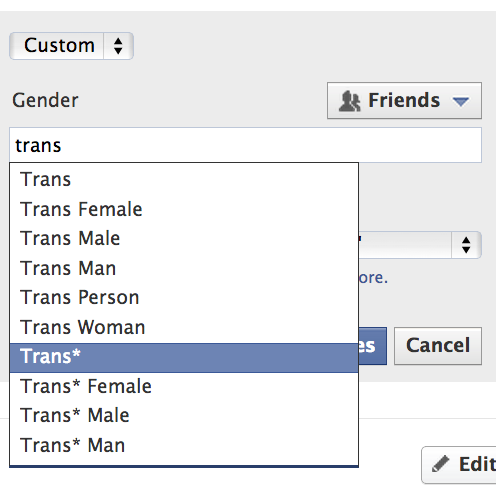 Custom
Gender
Friends
trans
Trans
Trans Female
Trans Male
Trans Man
Trans Person
Trans Woman
Trans*
Trans* Female
Trans* Male
Trans* Man
ore.
es
Cancel
Edit